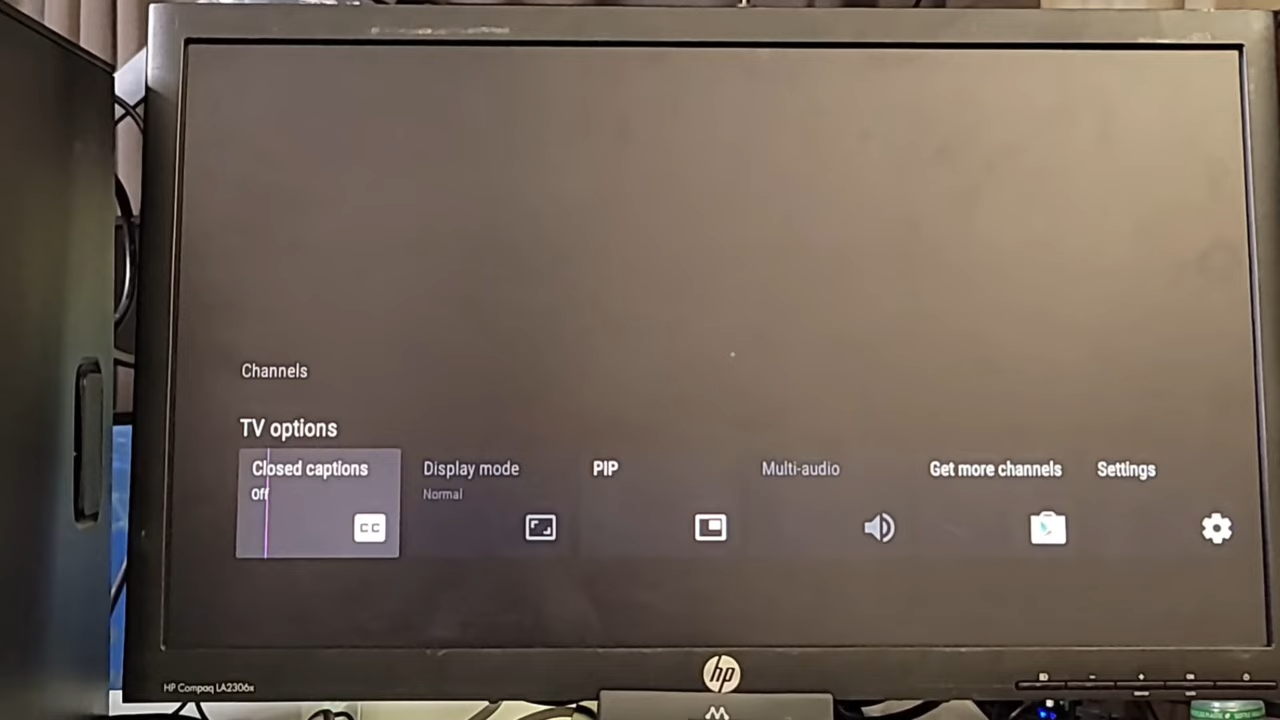 Channels
TV options
Closed captions
Off
CC
Display mode
Normal
PIP
Multi-audio
Get more channels
Settings
hp
HP Compaq LA2306x